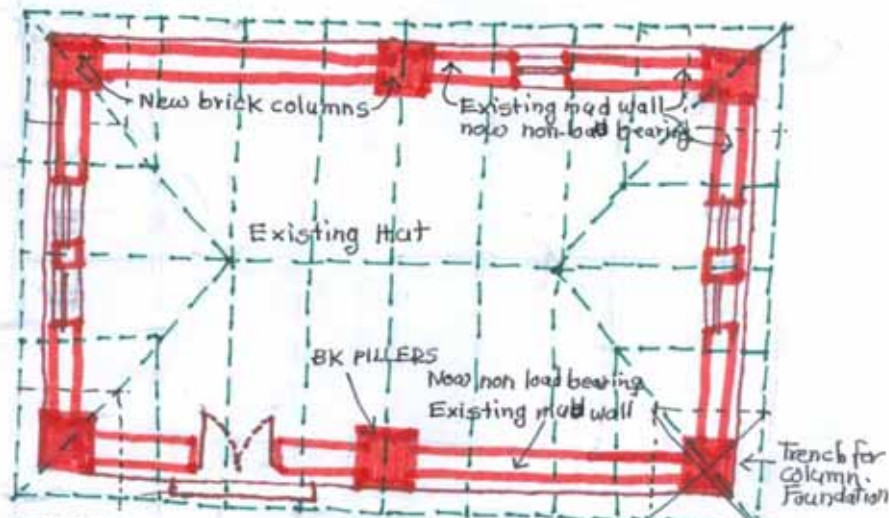 New brick columns
Existing mud wall
now non-load bearing
Existing Hut
BK PILLERS
Now non load bearing
Existing mud wall
Trench for
column.
Foundation